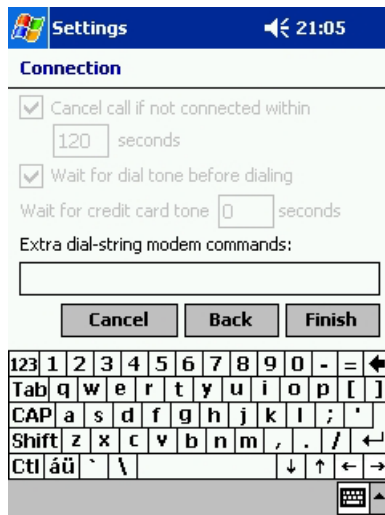 Settings 21:05
Connection
Cancel call if not connected within
120 seconds
Wait for dial tone before dialing
Wait for credit card tone 0 seconds
Extra dial-string modem commands:
Cancel Back Finish
123 1 2 3 4 5 6 7 8 9 0 - =
Tab q w e r t y u i o p [ ]
CAP a s d f g h j k l ; '
Shift z x c v b n m , . /
Ctl áü ` \